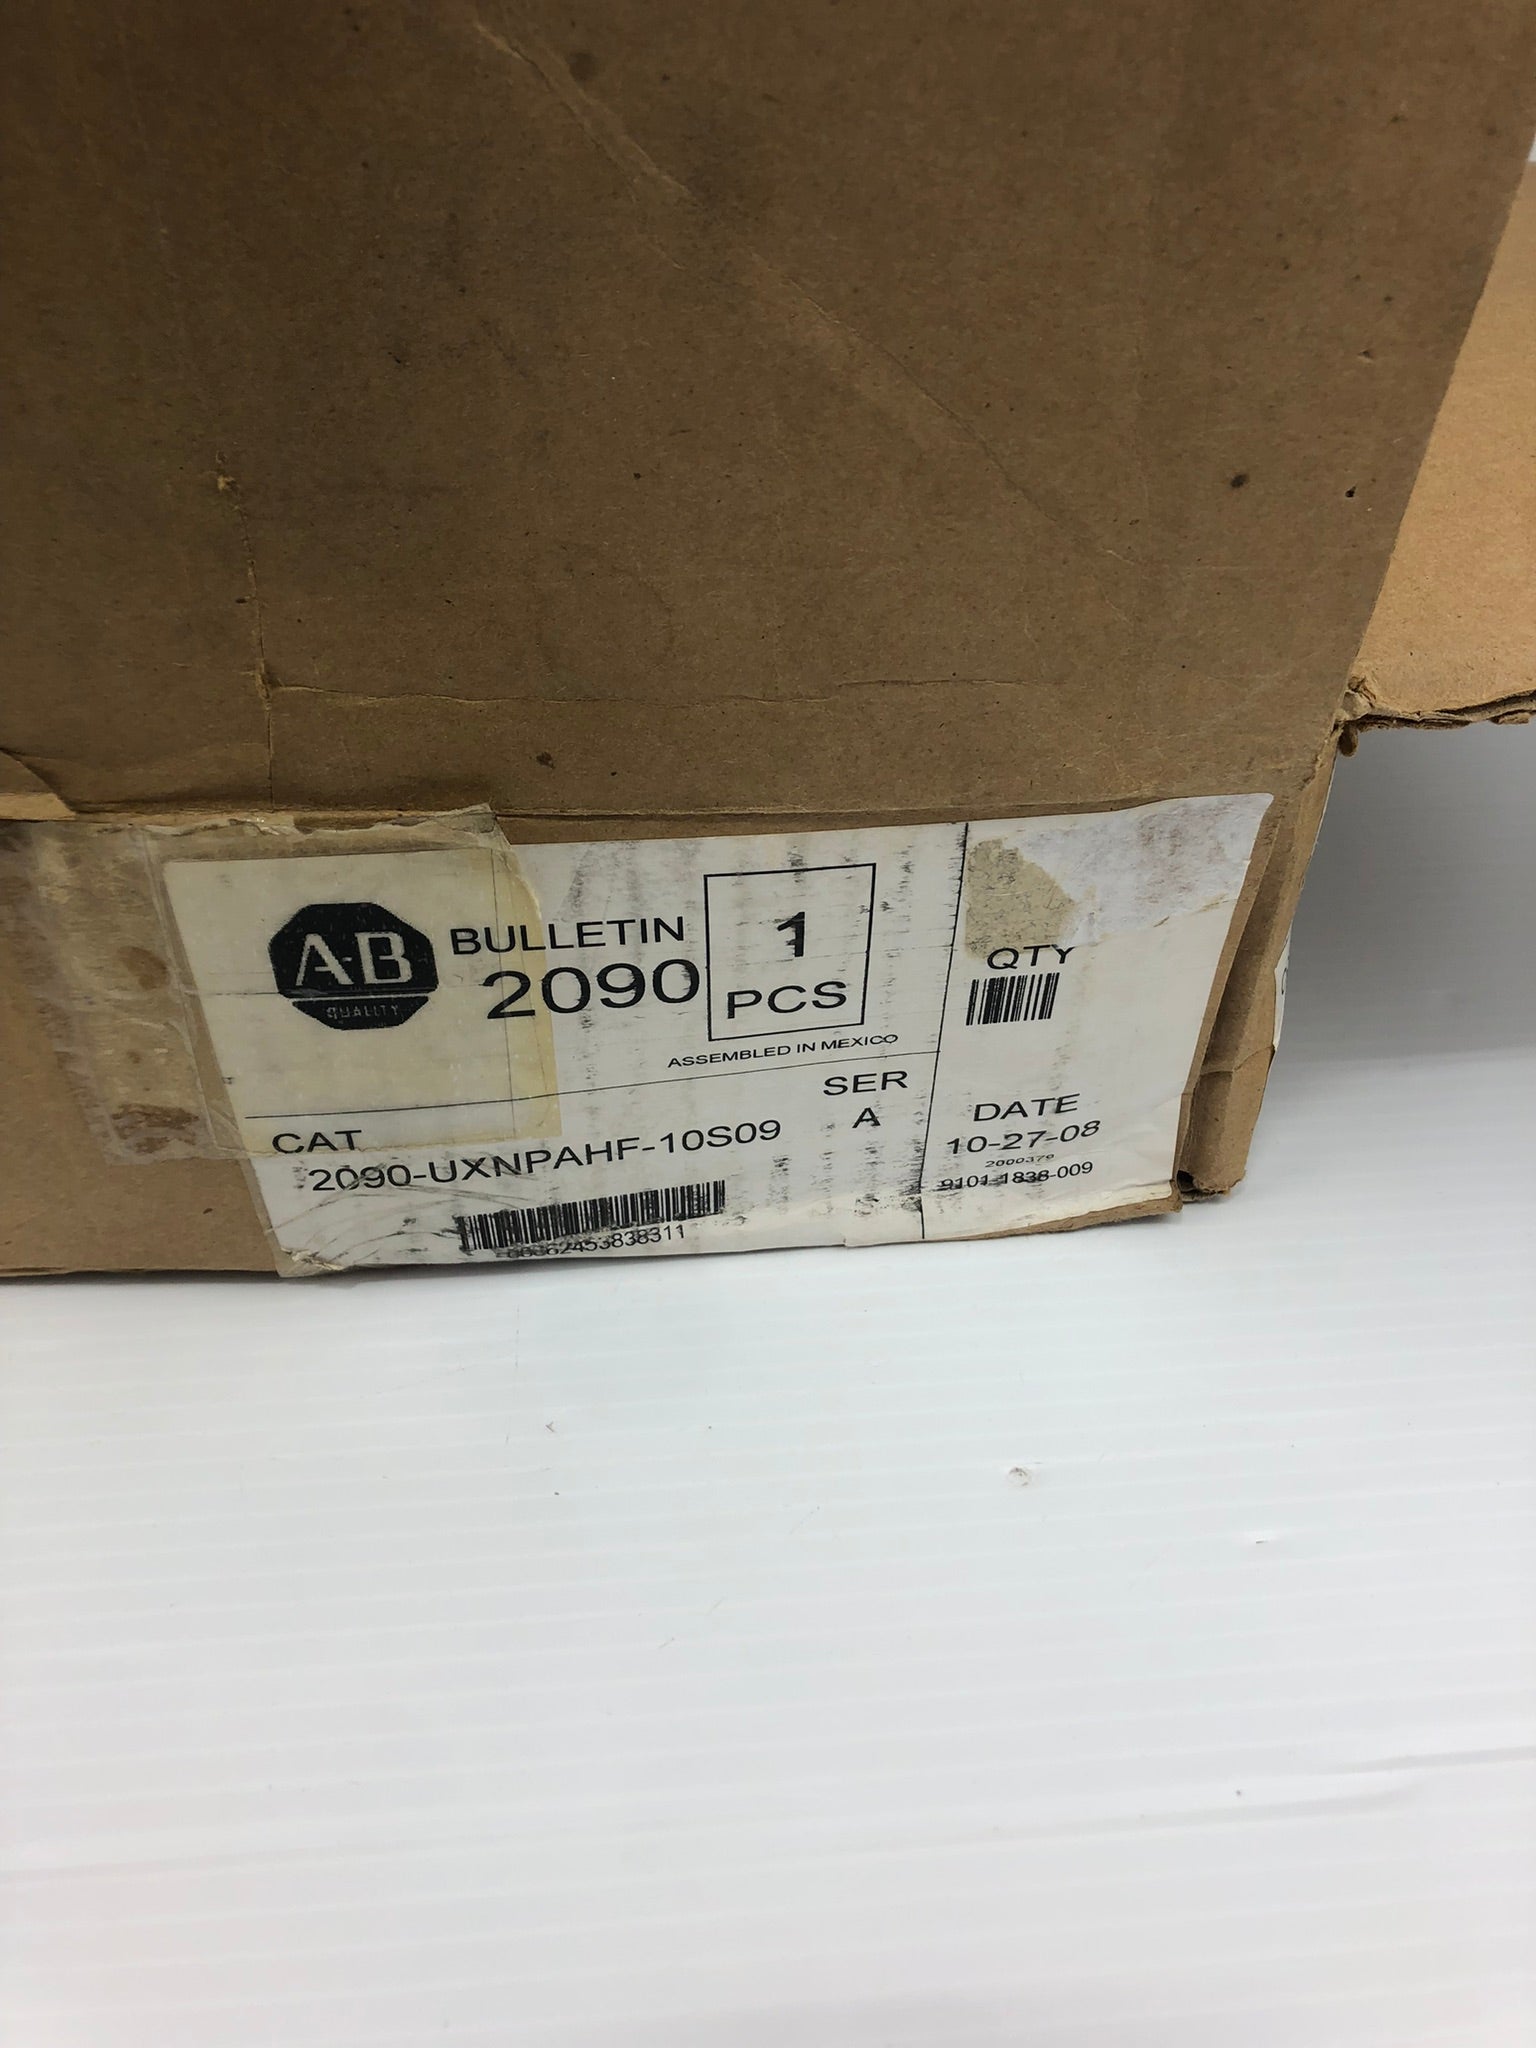 A-B
QUALITY
BULLETIN
2090
1
PCS
ASSEMBLED IN MEXICO
CAT
2090-UXNPAHF-10S09
SER
A
QTY
DATE
10-27-08
2000379
9101-1838-009